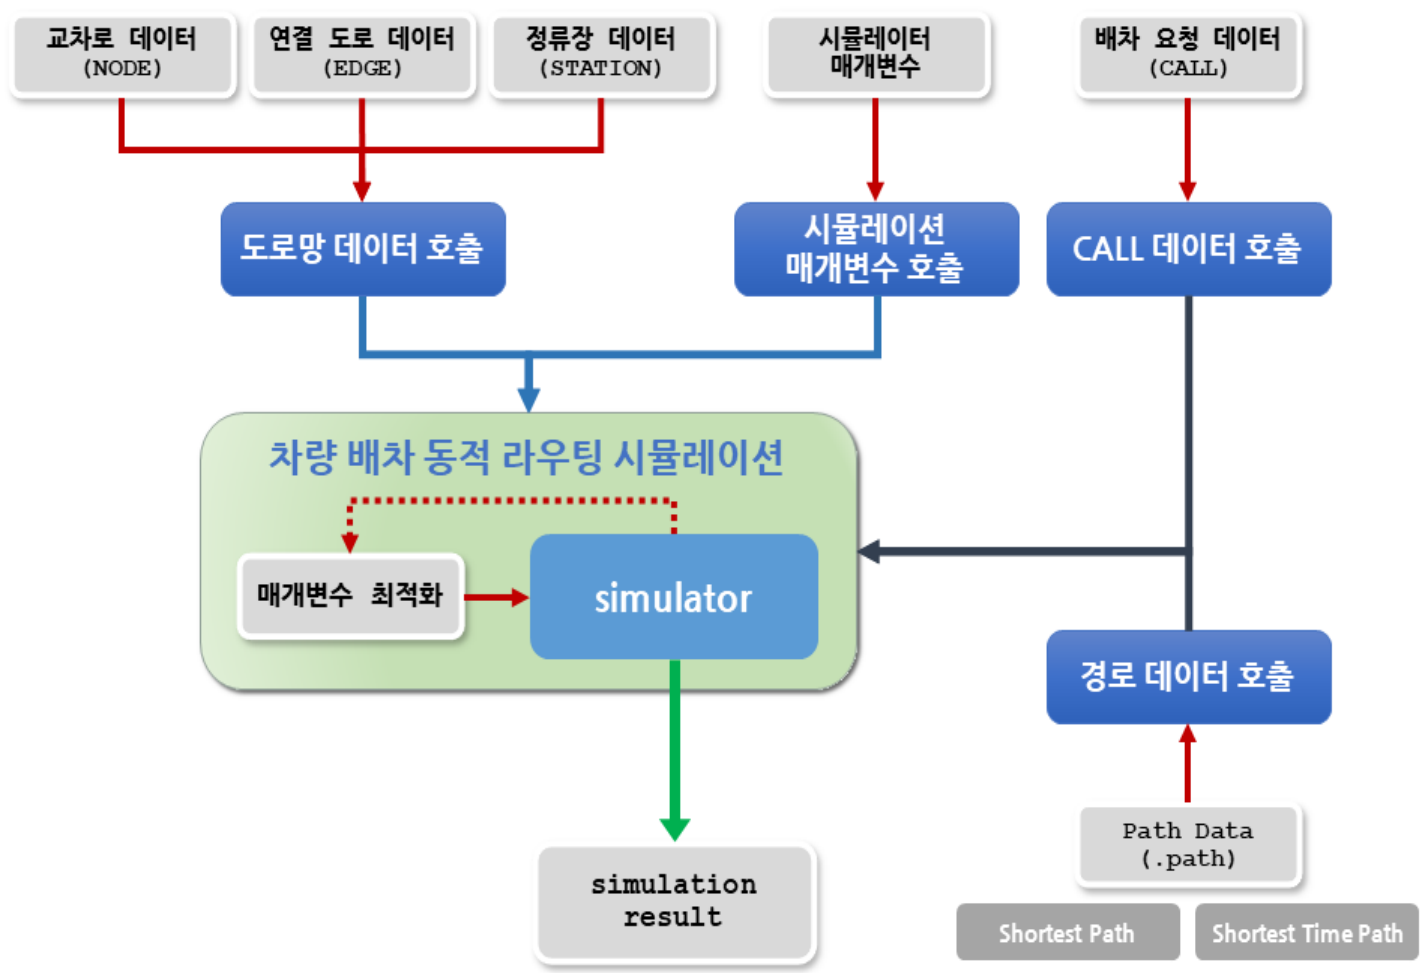 교차로 데이터
(NODE)
연결 도로 데이터
(EDGE)
정류장 데이터
(STATION)
시뮬레이터
매개변수
배차 요청 데이터
(CALL)
도로망 데이터 호출
시뮬레이션
매개변수 호출
CALL 데이터 호출
차량 배차 동적 라우팅 시뮬레이션
매개변수 최적화
simulator
경로 데이터 호출
Path Data
(.path)
simulation
result
Shortest Path
Shortest Time Path